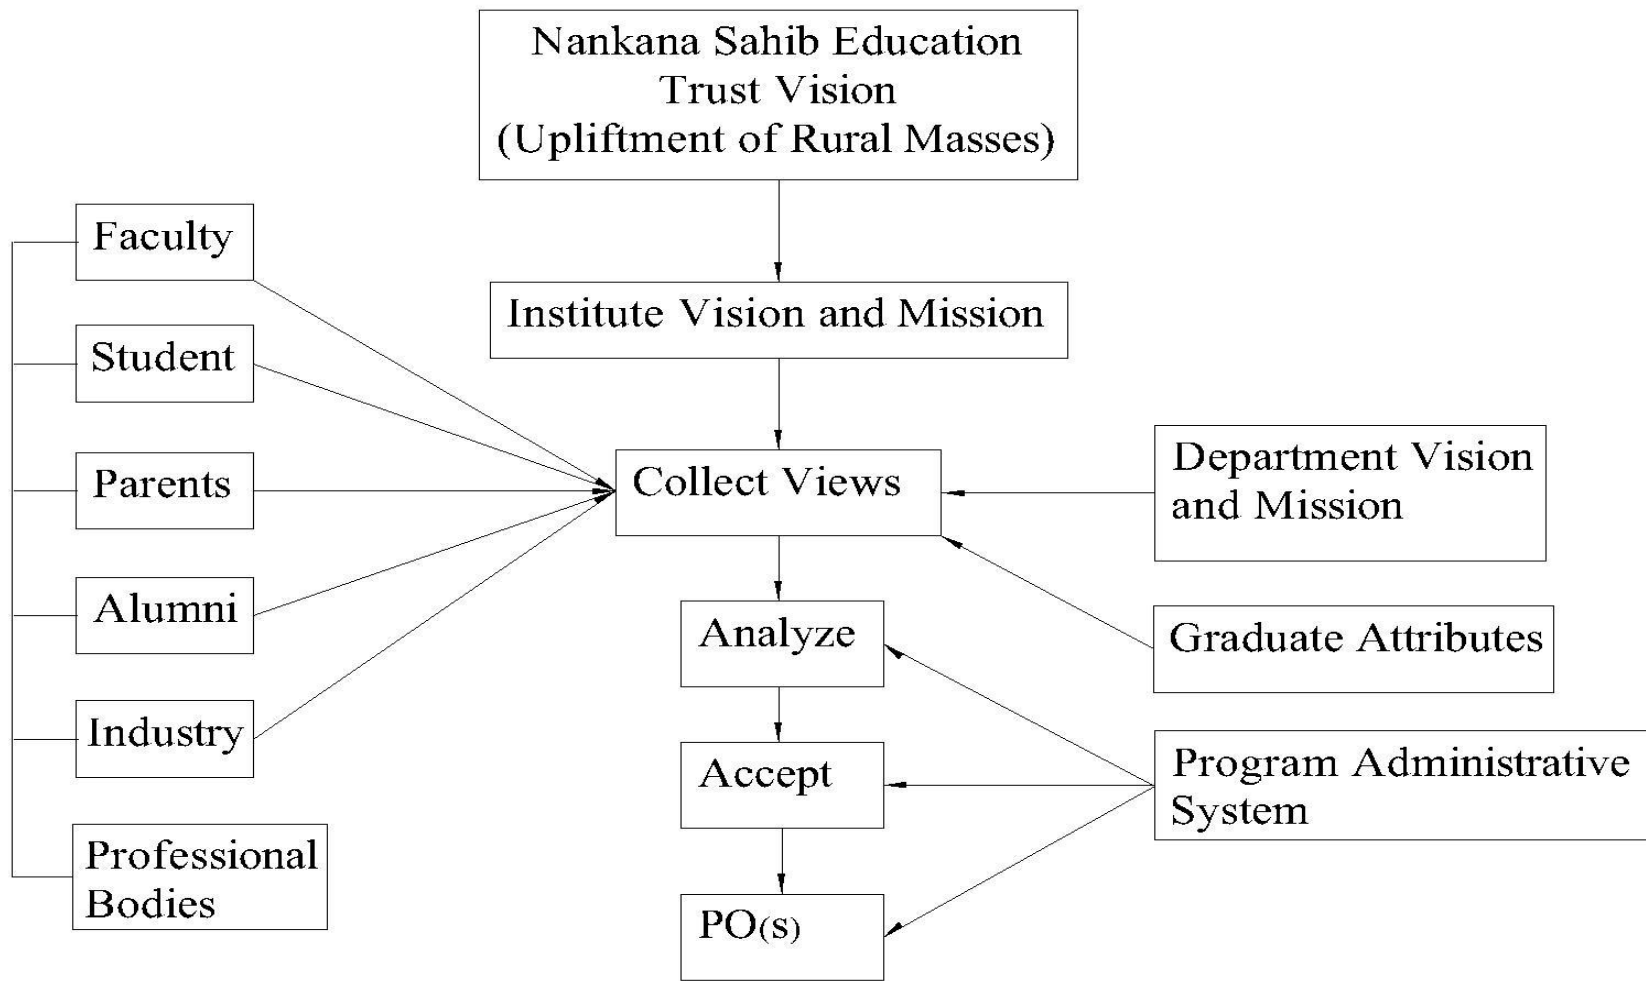 Nankana Sahib Education
Trust Vision
(Upliftment of Rural Masses)
Faculty
Institute Vision and Mission
Student
Parents
Collect Views
Department Vision
and Mission
Alumni
Analyze
Graduate Attributes
Industry
Accept
Program Administrative
System
Professional
Bodies
PO(s)